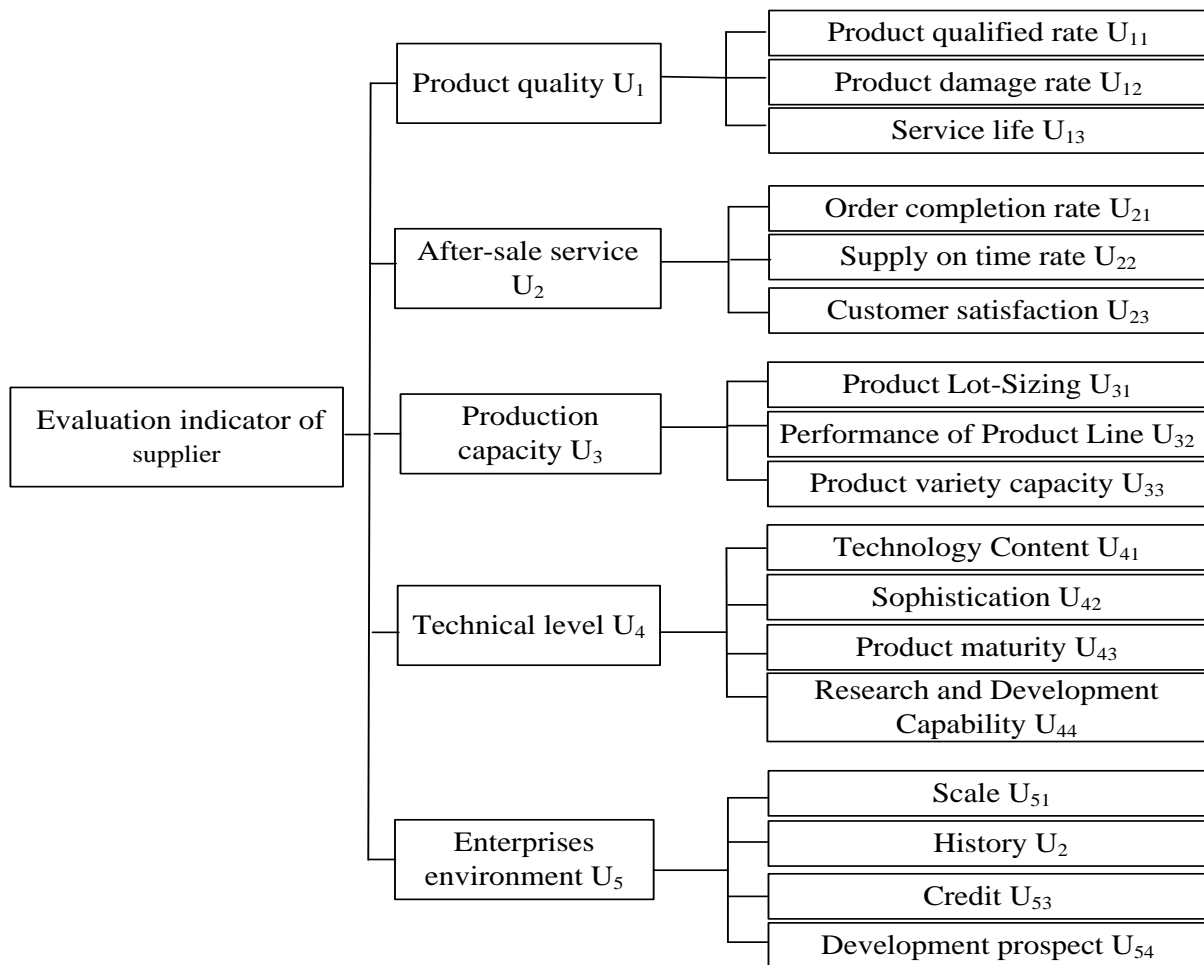 Product quality U₁
Product qualified rate U₁₁
Product damage rate U₁₂
Service life U₁₃
After-sale service
U₂
Order completion rate U₂₁
Supply on time rate U₂₂
Customer satisfaction U₂₃
Evaluation indicator of
supplier
Production
capacity U₃
Product Lot-Sizing U₃₁
Performance of Product Line U₃₂
Product variety capacity U₃₃
Technical level U₄
Technology Content U₄₁
Sophistication U₄₂
Product maturity U₄₃
Research and Development
Capability U₄₄
Enterprises
environment U₅
Scale U₅₁
History U₂
Credit U₅₃
Development prospect U₅₄